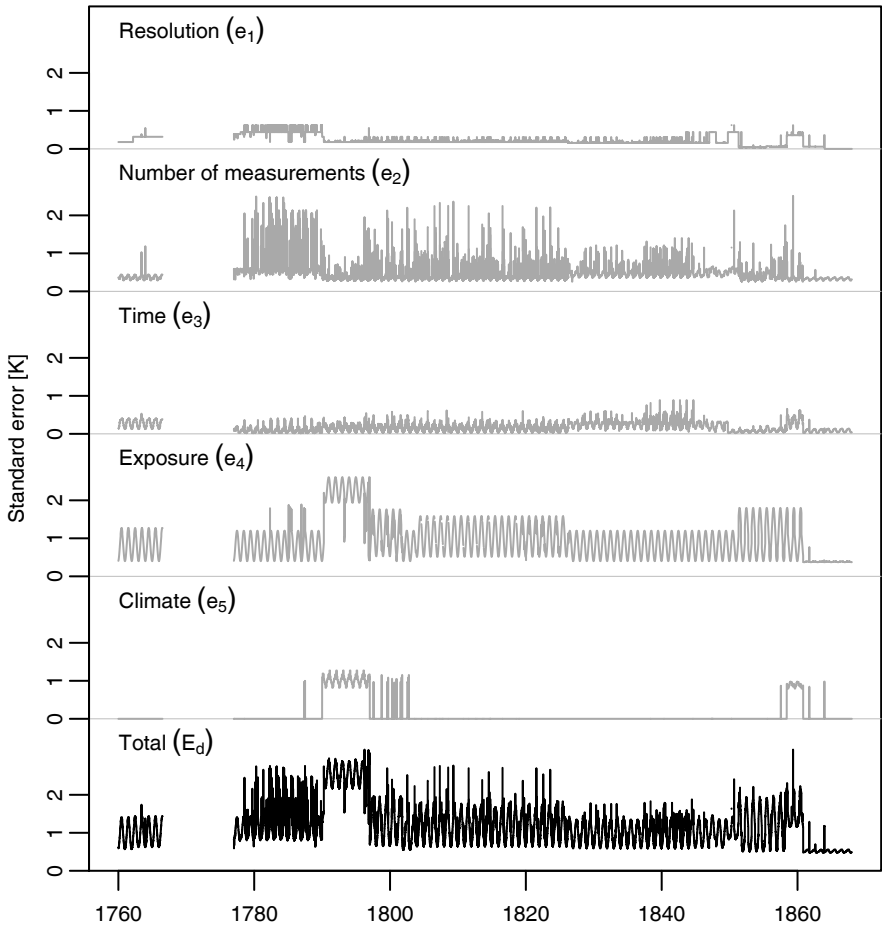 Resolution (e₁)
0 1 2
Number of measurements (e₂)
0 1 2
Time (e₃)
0 1 2
Exposure (e₄)
0 1 2
Climate (e₅)
0 1 2
Total (E_d)
0 1 2
Standard error [K]
1760 1780 1800 1820 1840 1860